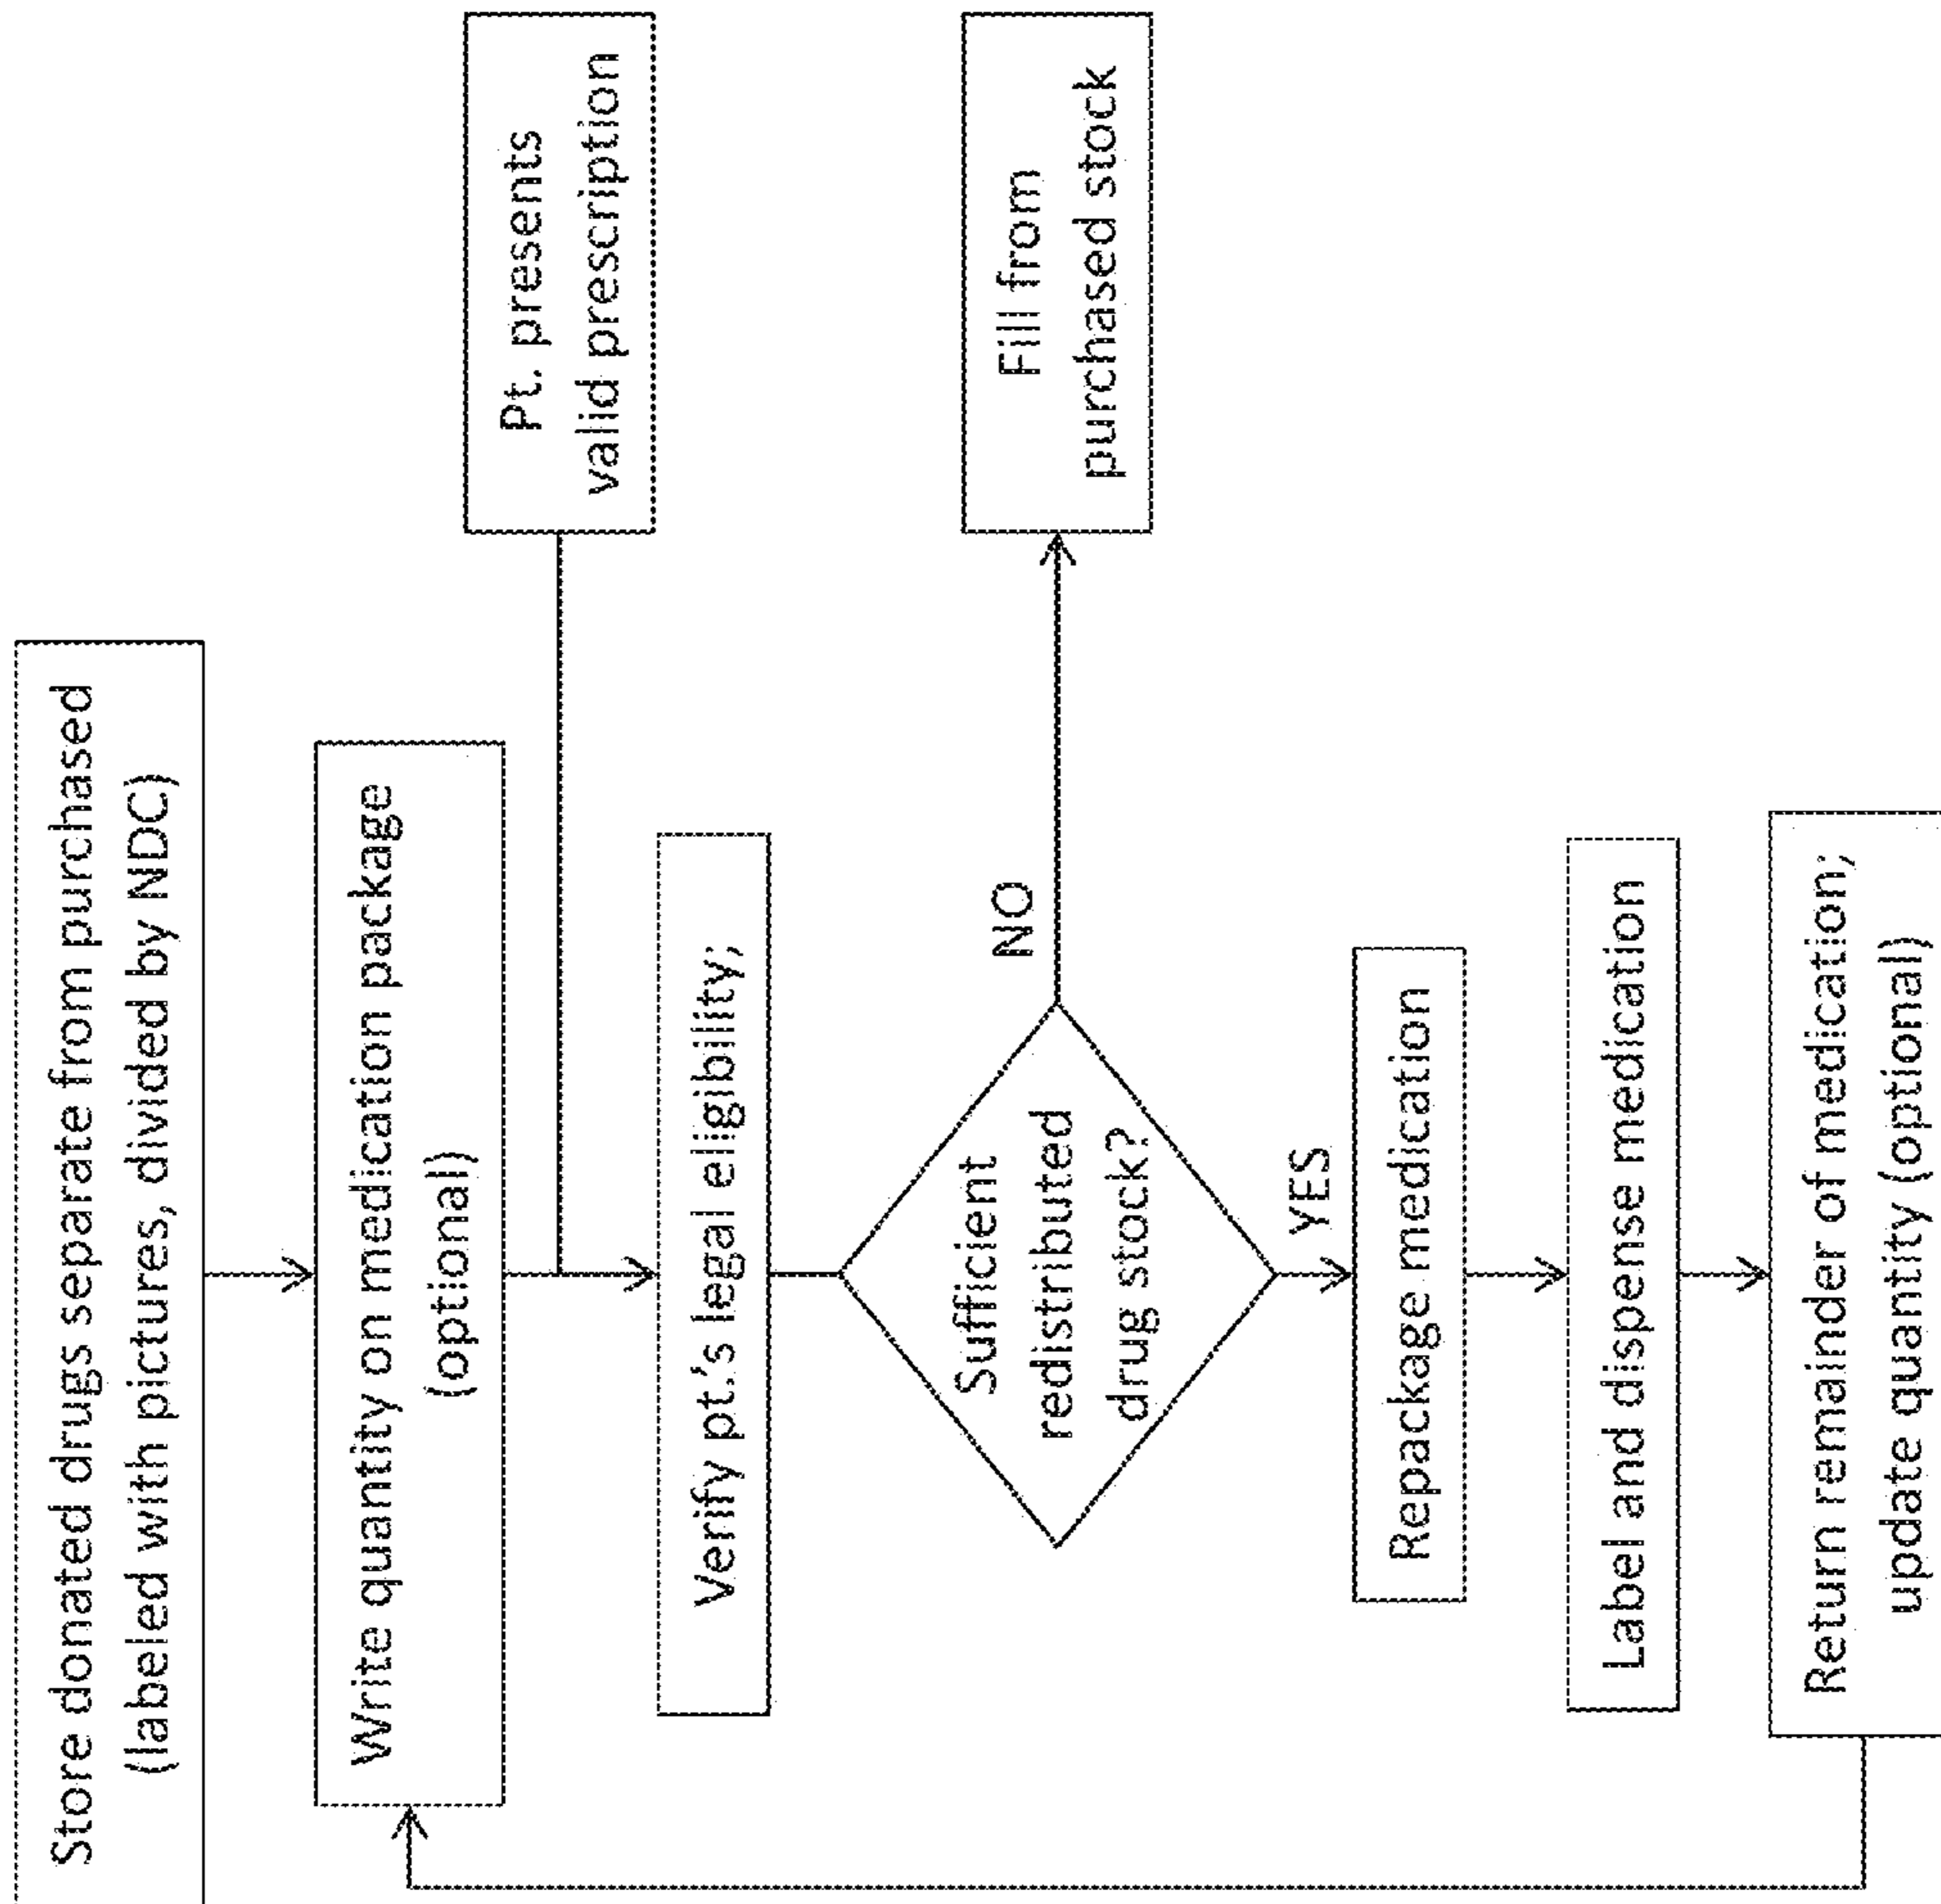 Store donated drugs separate from purchased
(labeled with pictures, divided by NDC)
Write quantity on medication package
(optional)
Pt. presents
valid prescription
Verify pt.'s legal eligibility;
Sufficient
redistributed
drug stock?
NO
Fill from
purchased stock
YES
Repackage medication
Label and dispense medication
Return remainder of medication;
update quantity (optional)